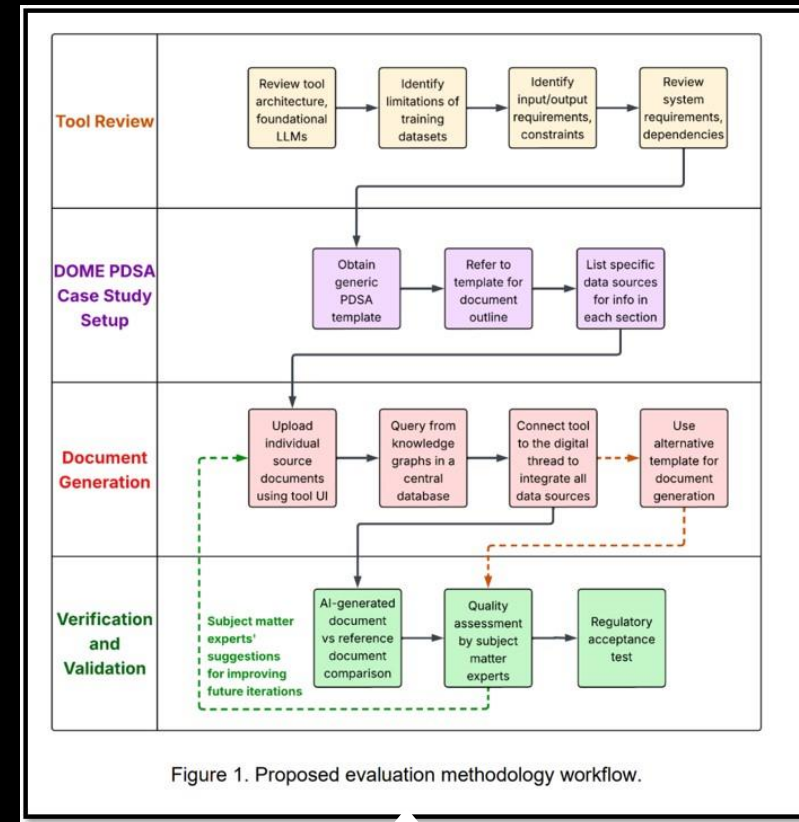 Tool Review
Review tool
architecture,
foundational
LLMs
Identify
limitations of
training
datasets
Identify
input/output
requirements,
constraints
Review
system
requirements,
dependencies
DOME PDSA
Case Study
Setup
Obtain
generic
PDSA
template
Refer to
template for
document
outline
List specific
data sources
for info in
each section
Document
Generation
Upload
individual
source
documents
using tool UI
Query from
knowledge
graphs in a
central
database
Connect tool
to the digital
thread to
integrate all
data sources
Use
alternative
template for
document
generation
Verification
and
Validation
Subject matter
experts'
suggestions
for improving
future iterations
AI-generated
document
vs reference
document
comparison
Quality
assessment
by subject
matter
experts
Regulatory
acceptance
test
Figure 1. Proposed evaluation methodology workflow.